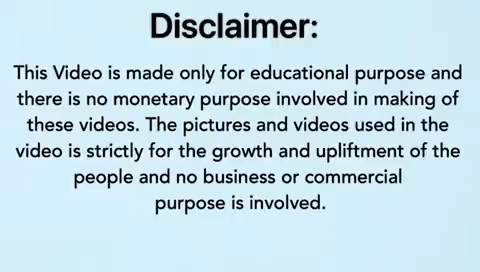 Disclaimer:
This Video is made only for educational purpose and
there is no monetary purpose involved in making of
these videos. The pictures and videos used in the
video is strictly for the growth and upliftment of the
people and no business or commercial
purpose is involved.